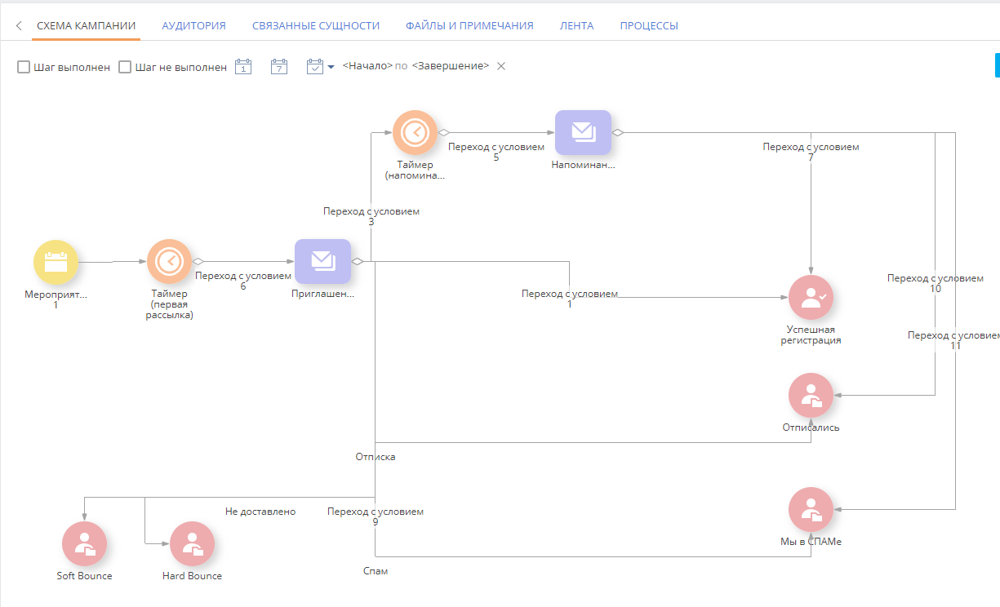 СХЕМА КАМПАНИИ АУДИТОРИЯ СВЯЗАННЫЕ СУЩНОСТИ ФАЙЛЫ И ПРИМЕЧАНИЯ ЛЕНТА ПРОЦЕССЫ
Шаг выполнен Шаг не выполнен 1 7 <Начало> по <Завершение>
Переход с условием
5
Переход с условием
7
Таймер
(напомина...
Напоминан...
Переход с условием
3
Переход с условием
6
Переход с условием
10
Мероприят...
1
Таймер
(первая
рассылка)
Приглашен...
Переход с условием
1
Успешная
регистрация
Переход с условием
11
Отписались
Отписка
Не доставлено
Переход с условием
9
Мы в СПАМе
Soft Bounce
Hard Bounce
Спам